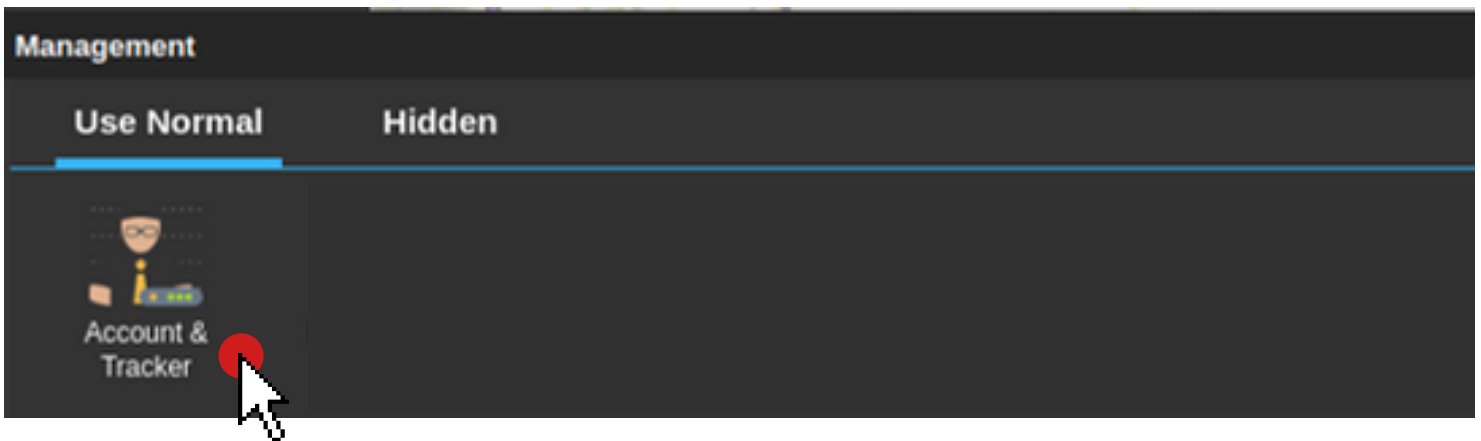 Management
Use Normal
Hidden
Account &
Tracker